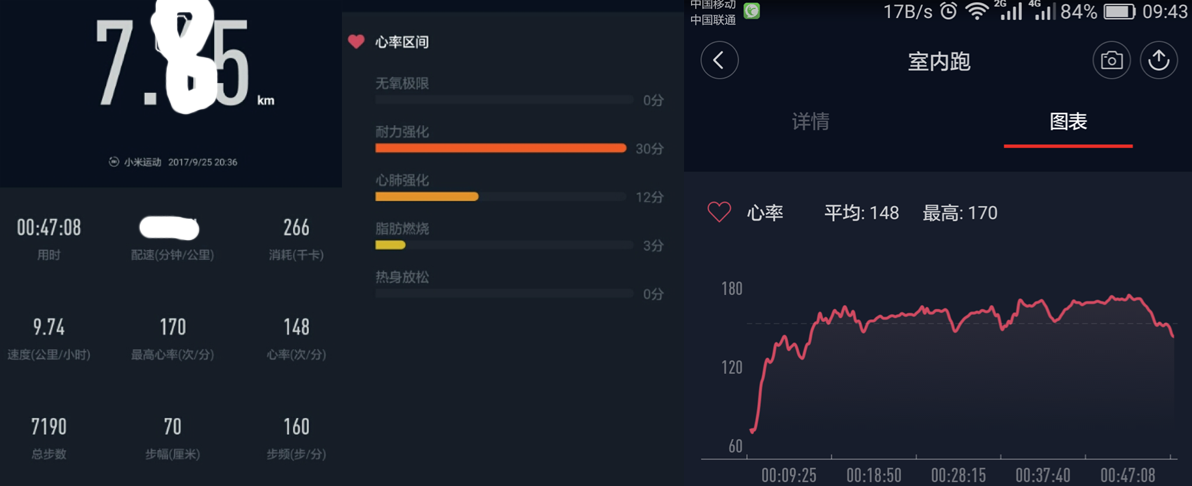 7. 5 km
小米运动 2017/9/25 20:36
00:47:08 266
用时 配速(分钟/公里) 消耗(千卡)
9.74 170 148
速度(公里/小时) 最高心率(次/分) 心率(次/分)
7190 70 160
总步数 步幅(厘米) 步频(步/分)
心率区间
无氧极限
0分
耐力强化
30分
心肺强化
12分
脂肪燃烧
3分
热身放松
0分
中国移动
中国联通
17B/s 2G 4G 84% 09:43
室内跑
详情 图表
心率 平均: 148 最高: 170
180
120
60
00:09:25 00:18:50 00:28:15 00:37:40 00:47:08